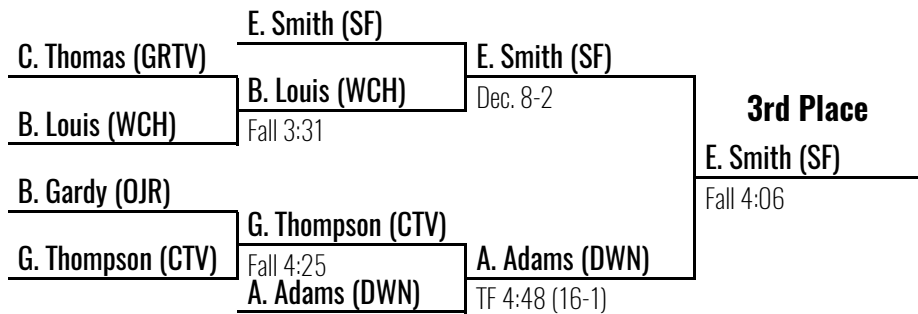 E. Smith (SF)
C. Thomas (GRTV)
E. Smith (SF)
B. Louis (WCH)
Dec. 8-2
3rd Place
B. Louis (WCH)
Fall 3:31
E. Smith (SF)
B. Gardy (OJR)
Fall 4:06
G. Thompson (CTV)
G. Thompson (CTV)
Fall 4:25
A. Adams (DWN)
A. Adams (DWN)
TF 4:48 (16-1)